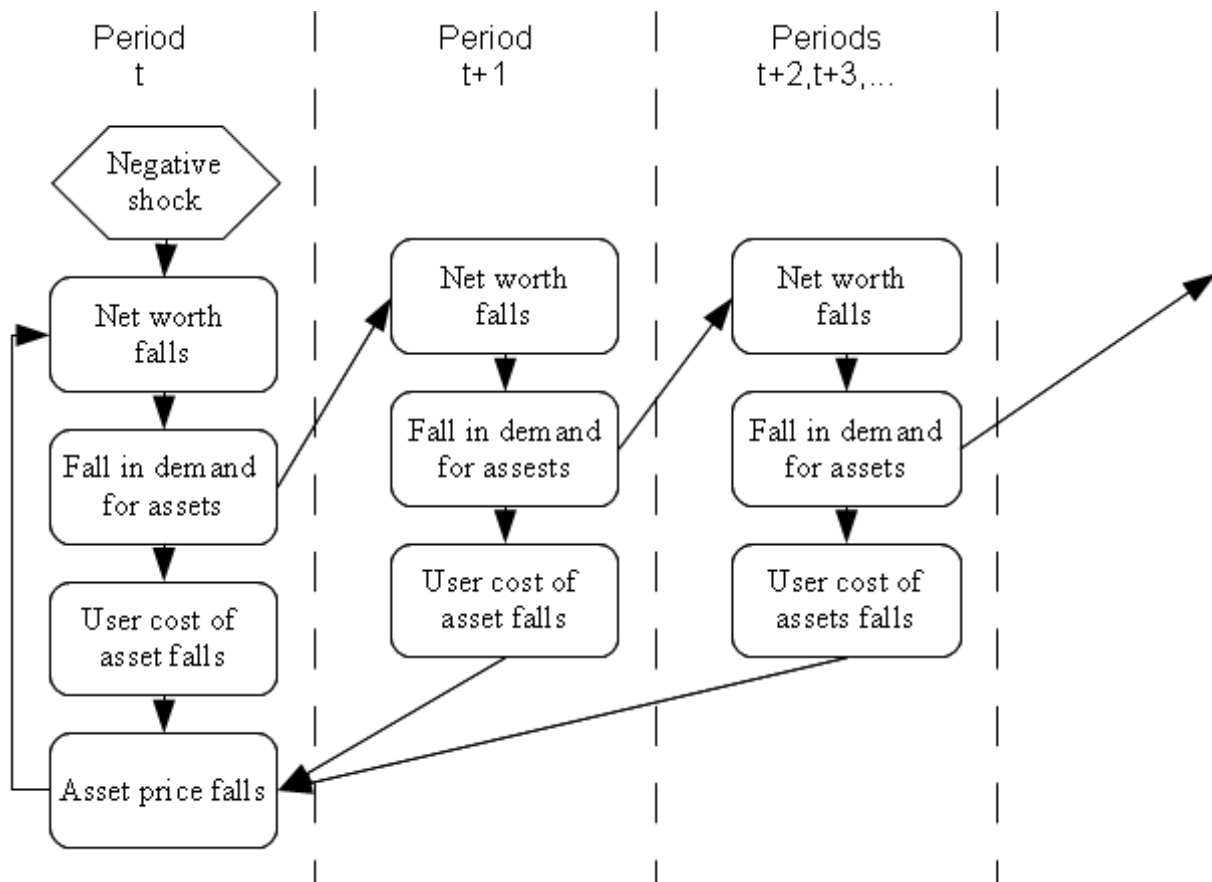 Period
t
Period
t+1
Periods
t+2,t+3,...
Negative
shock
Net worth
falls
Net worth
falls
Net worth
falls
Fall in demand
for assets
Fall in demand
for assests
Fall in demand
for assets
User cost of
asset falls
User cost of
asset falls
User cost of
assets falls
Asset price falls